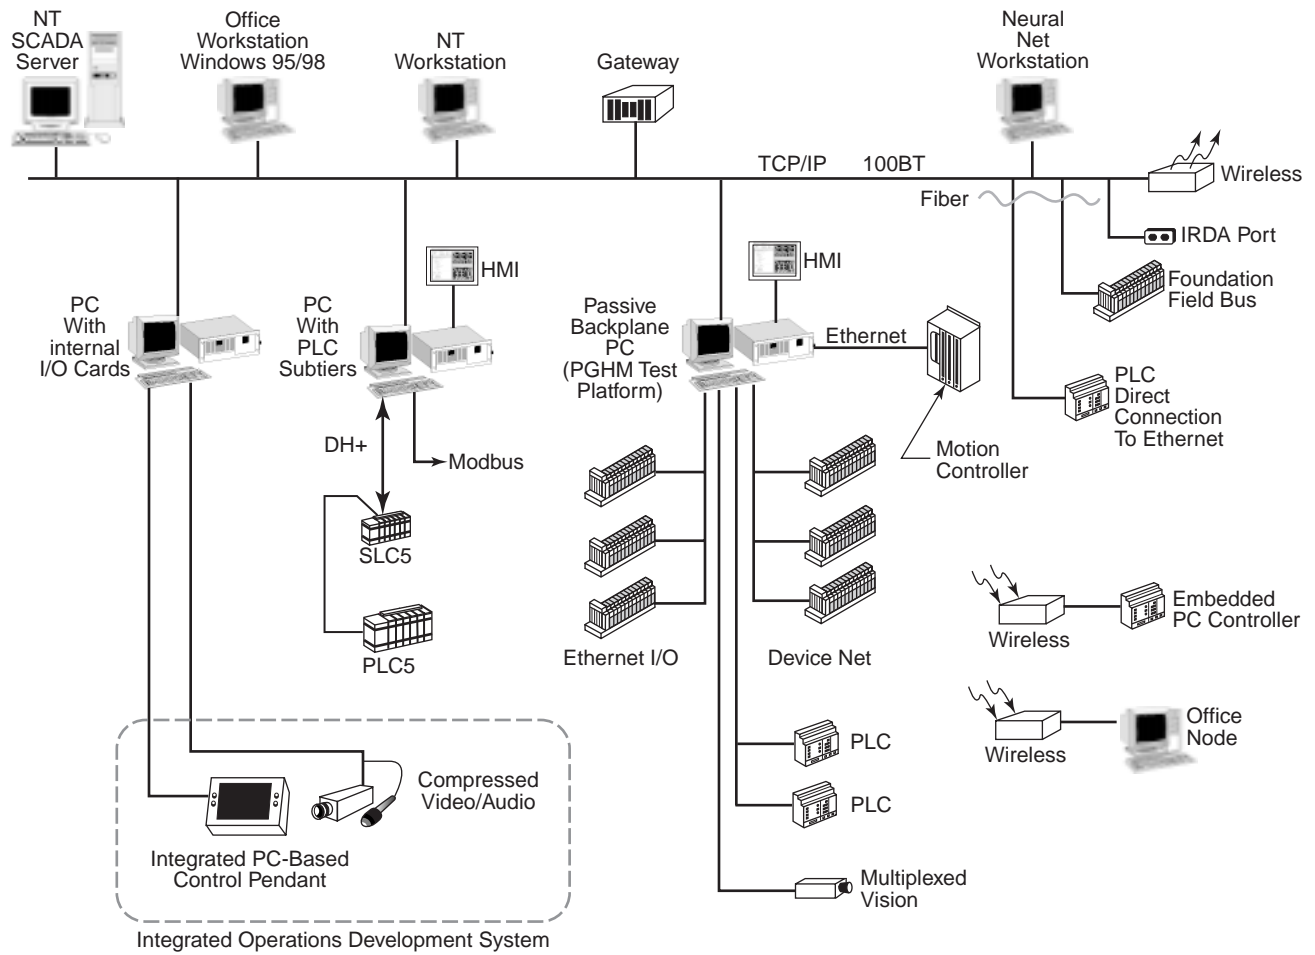 NT
SCADA
Server
Office
Workstation
Windows 95/98
NT
Workstation
Gateway
Neural
Net
Workstation
TCP/IP 100BT
Wireless
Fiber
IRDA Port
HMI
HMI
Foundation
Field Bus
PC
With
internal
I/O Cards
PC
With
PLC
Subtiers
Passive
Backplane
PC
(PGHM Test
Platform)
Ethernet
PLC
Direct
Connection
To Ethernet
DH+
Modbus
Motion
Controller
SLC5
PLC5
Ethernet I/O
Device Net
Wireless
Embedded
PC Controller
Wireless
Office
Node
PLC
PLC
Compressed
Video/Audio
Integrated PC-Based
Control Pendant
Multiplexed
Vision
Integrated Operations Development System